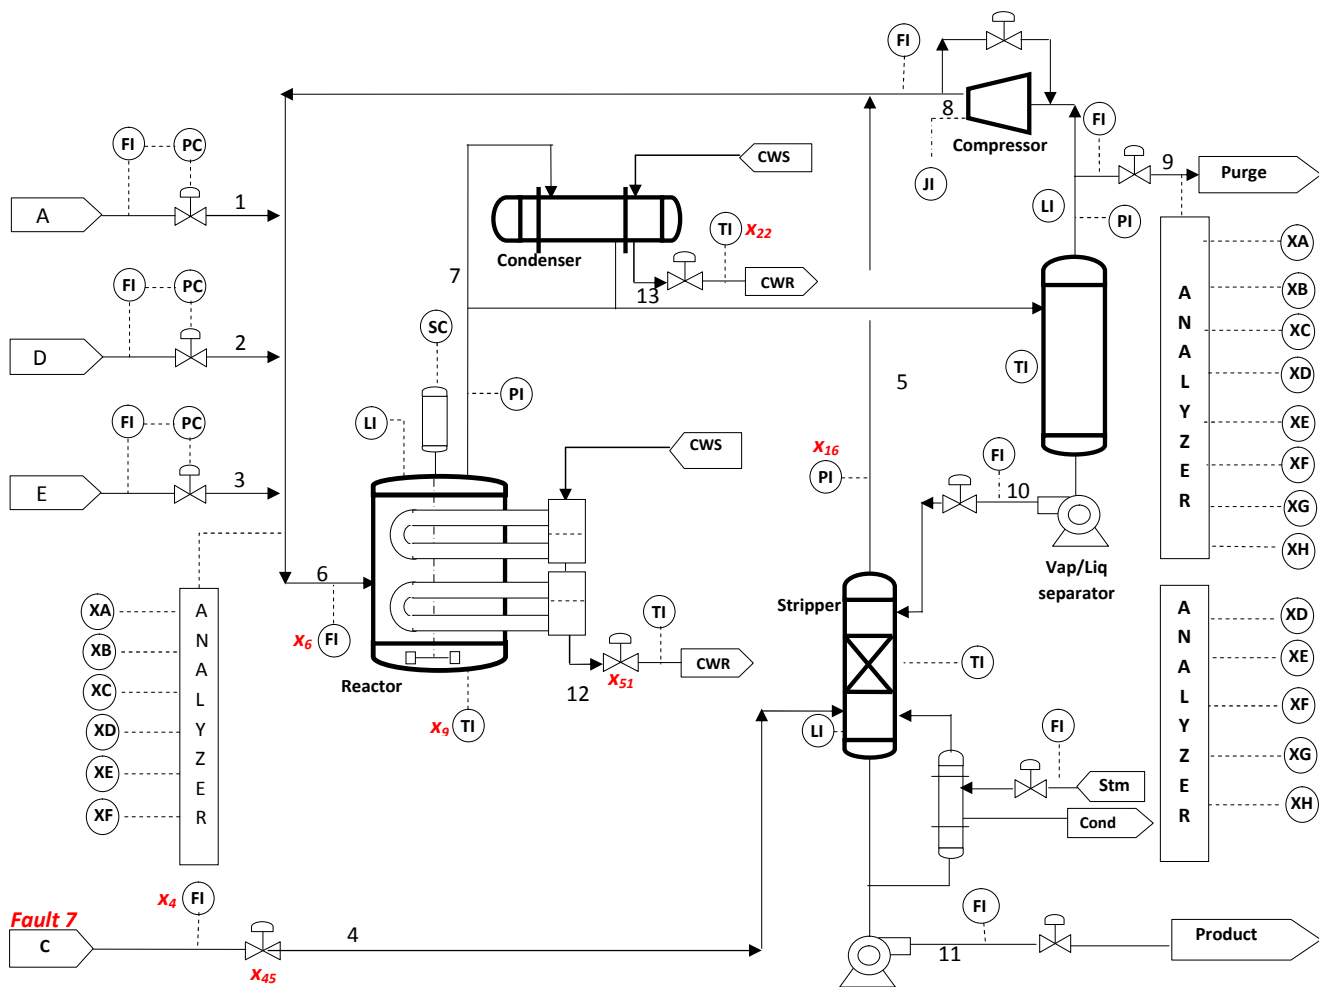 FI
8
Compressor
JI
FI
9
Purge
FI
PC
A
1
CWS
TI
x22
Condenser
13
CWR
7
LI
PI
XA
XB
XC
XD
XE
XF
XG
XH
A
N
A
L
Y
Z
E
R
FI
PC
D
2
SC
PI
LI
TI
5
FI
PC
E
3
CWS
x16
PI
FI
10
Vap/Liq
separator
6
x6
FI
Reactor
x9
TI
TI
x51
12
CWR
Stripper
TI
LI
FI
Stm
Cond
XA
XB
XC
XD
XE
XF
A
N
A
L
Y
Z
E
R
A
N
A
L
Y
Z
E
R
XD
XE
XF
XG
XH
x4
FI
Fault 7
C
x45
4
FI
11
Product